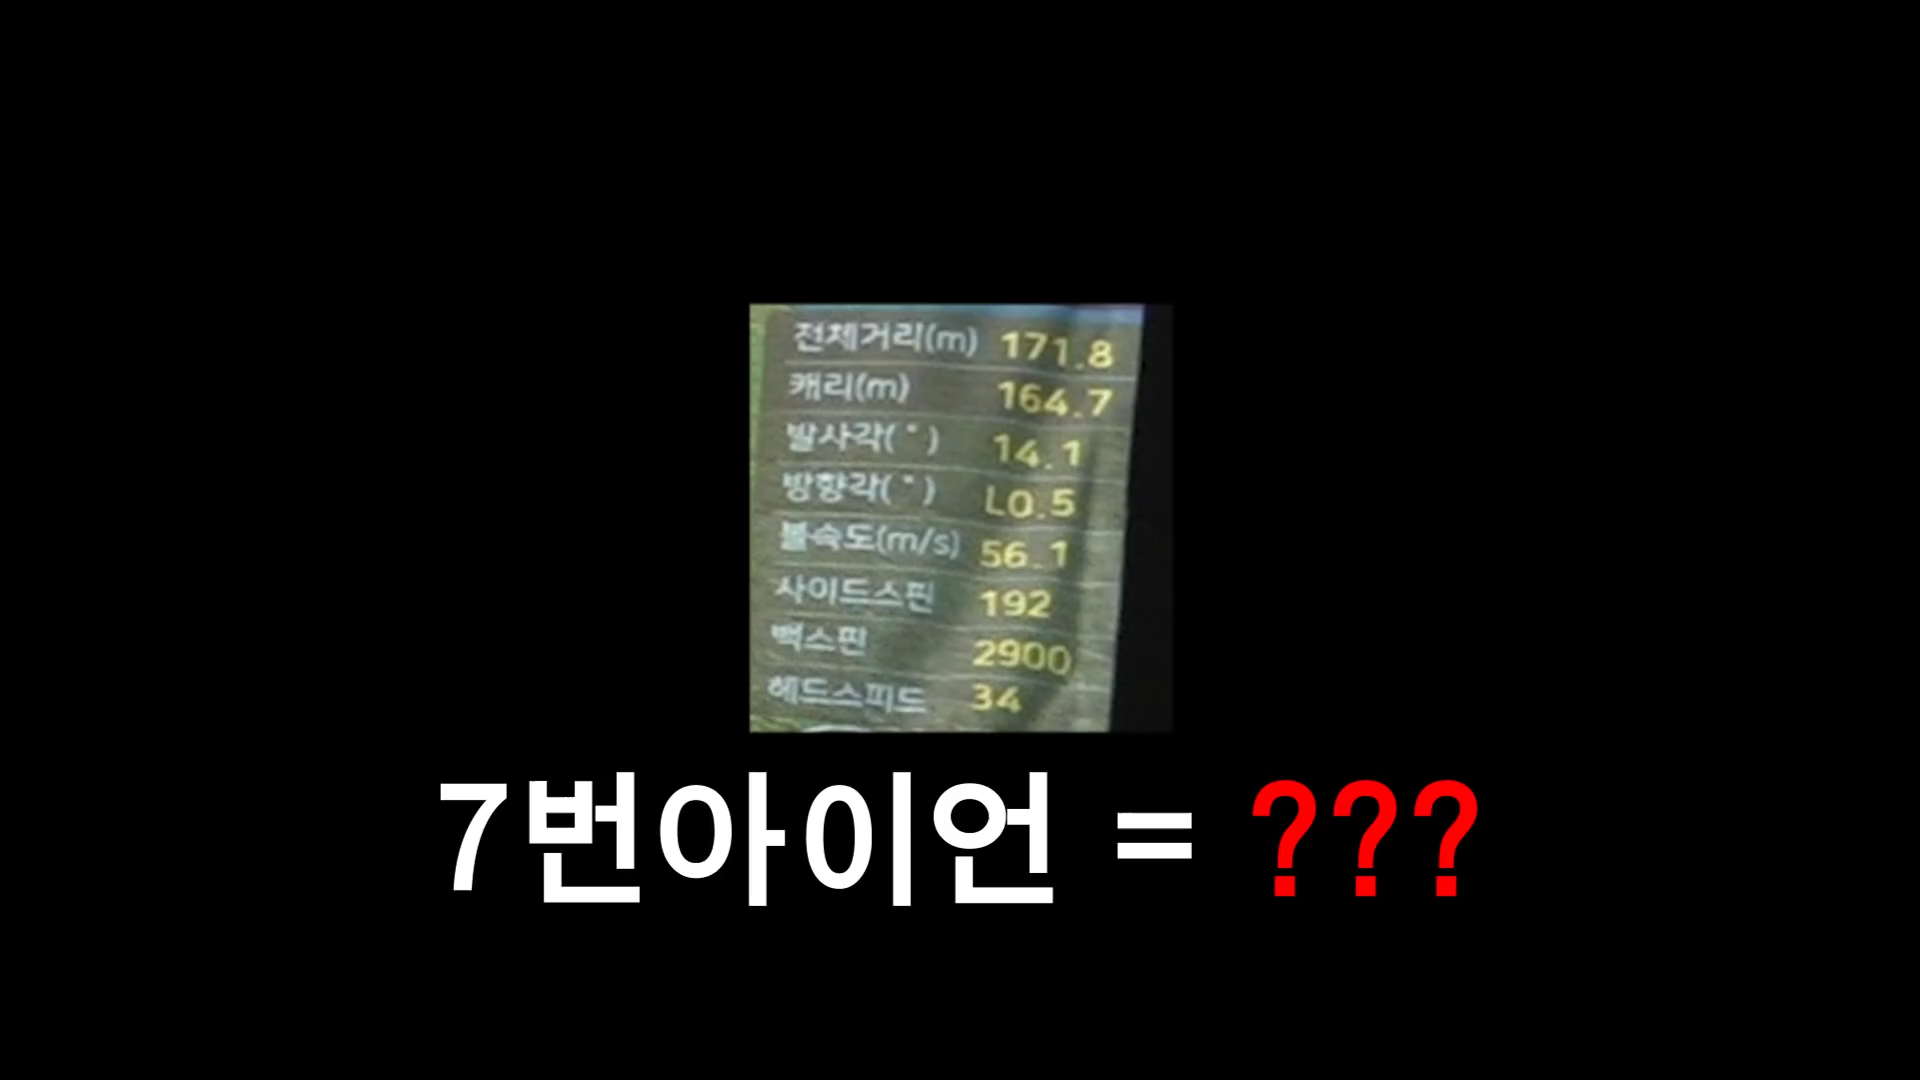 전체거리(m) 171.8
캐리(m) 164.7
발사각(°) 14.1
방향각(°) L0.5
볼속도(m/s) 56.1
사이드스핀 192
백스핀 2900
헤드스피드 34
7번아이언 = ???